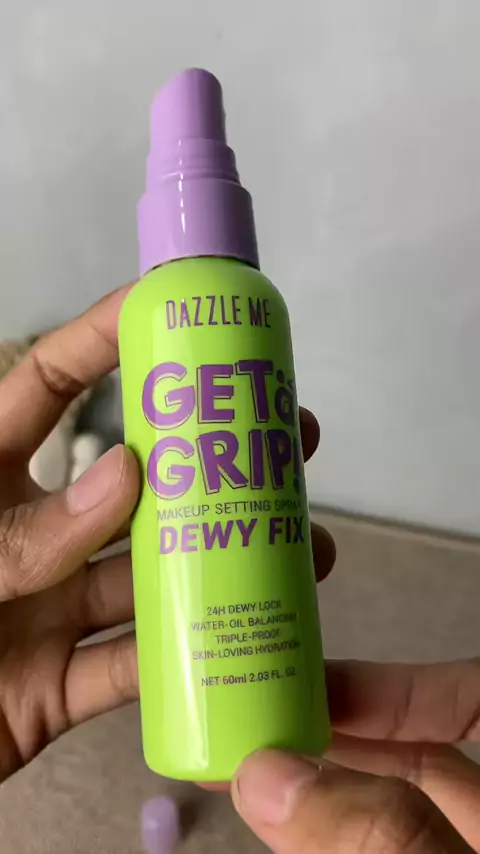 DAZZLE ME
GET a
GRIP!
MAKEUP SETTING SPRAY
DEWY FIX
24H DEWY LOCK
WATER-OIL BALANCING
TRIPLE-PROOF
SKIN-LOVING HYDRATION
NET 60ml 2.03 FL. OZ.